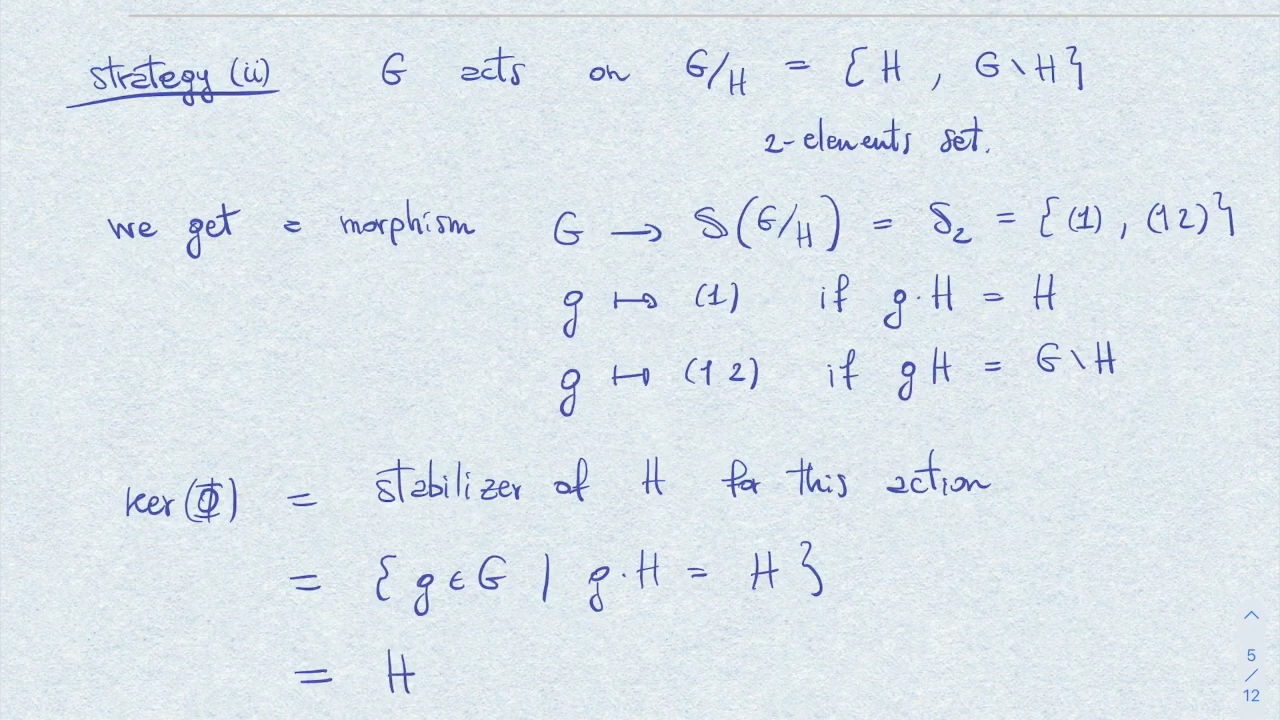 strategy (ii) G acts on G/H = {H, G\H}
2-elements set.
we get a morphism G → S(G/H) = S₂ = {(1), (1 2)}
g ↦ (1) if g·H = H
g ↦ (1 2) if gH = G\H
ker(Φ) = stabilizer of H for this action
= {g ∈ G | g·H = H}
= H
5
/
12